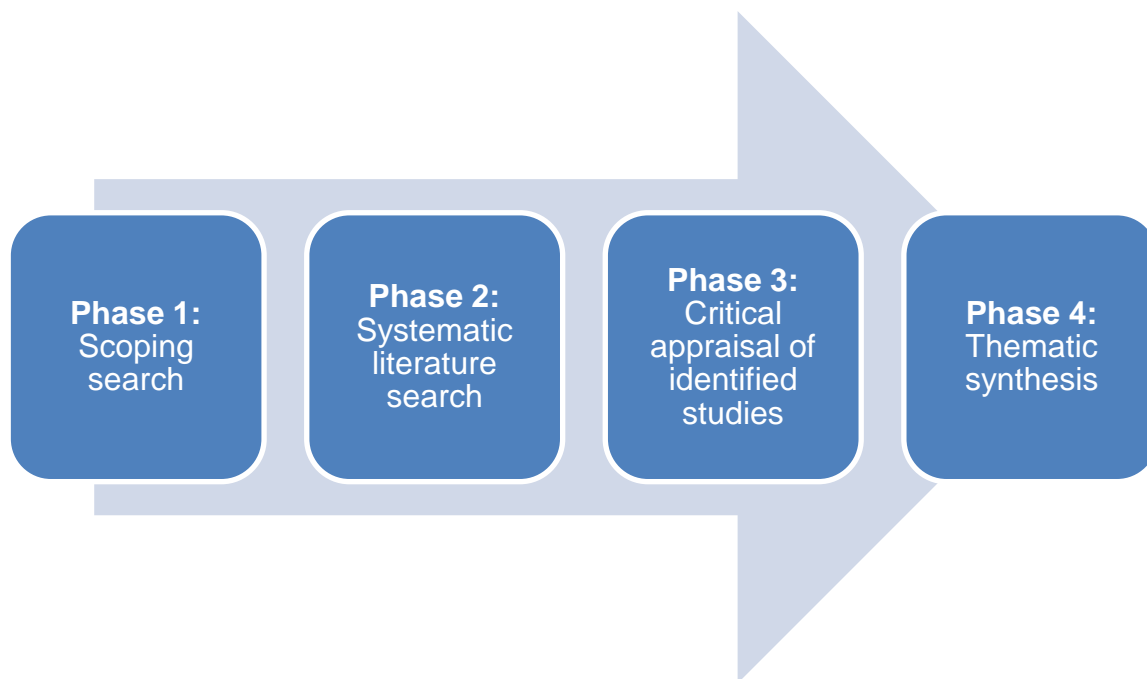 Phase 1:
Scoping
search
Phase 2:
Systematic
literature
search
Phase 3:
Critical
appraisal of
identified
studies
Phase 4:
Thematic
synthesis